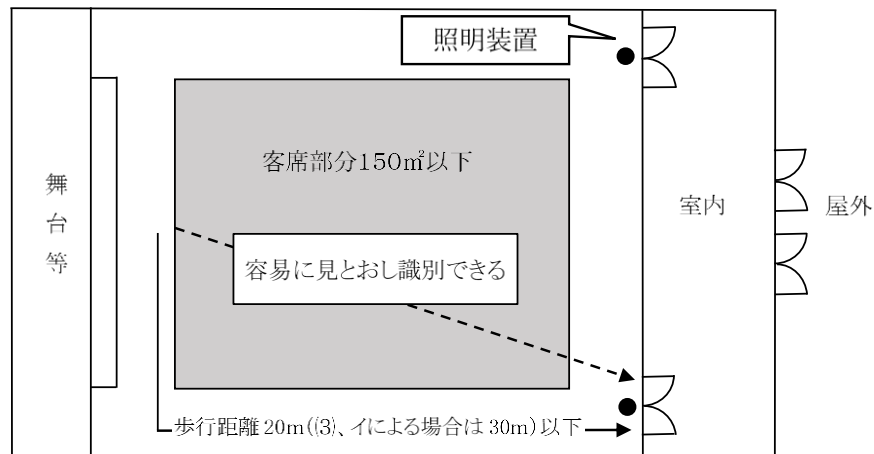 照明装置
客席部分150㎡以下
舞台等
室内
屋外
容易に見とおし識別できる
歩行距離20m((3)、イによる場合は30m)以下